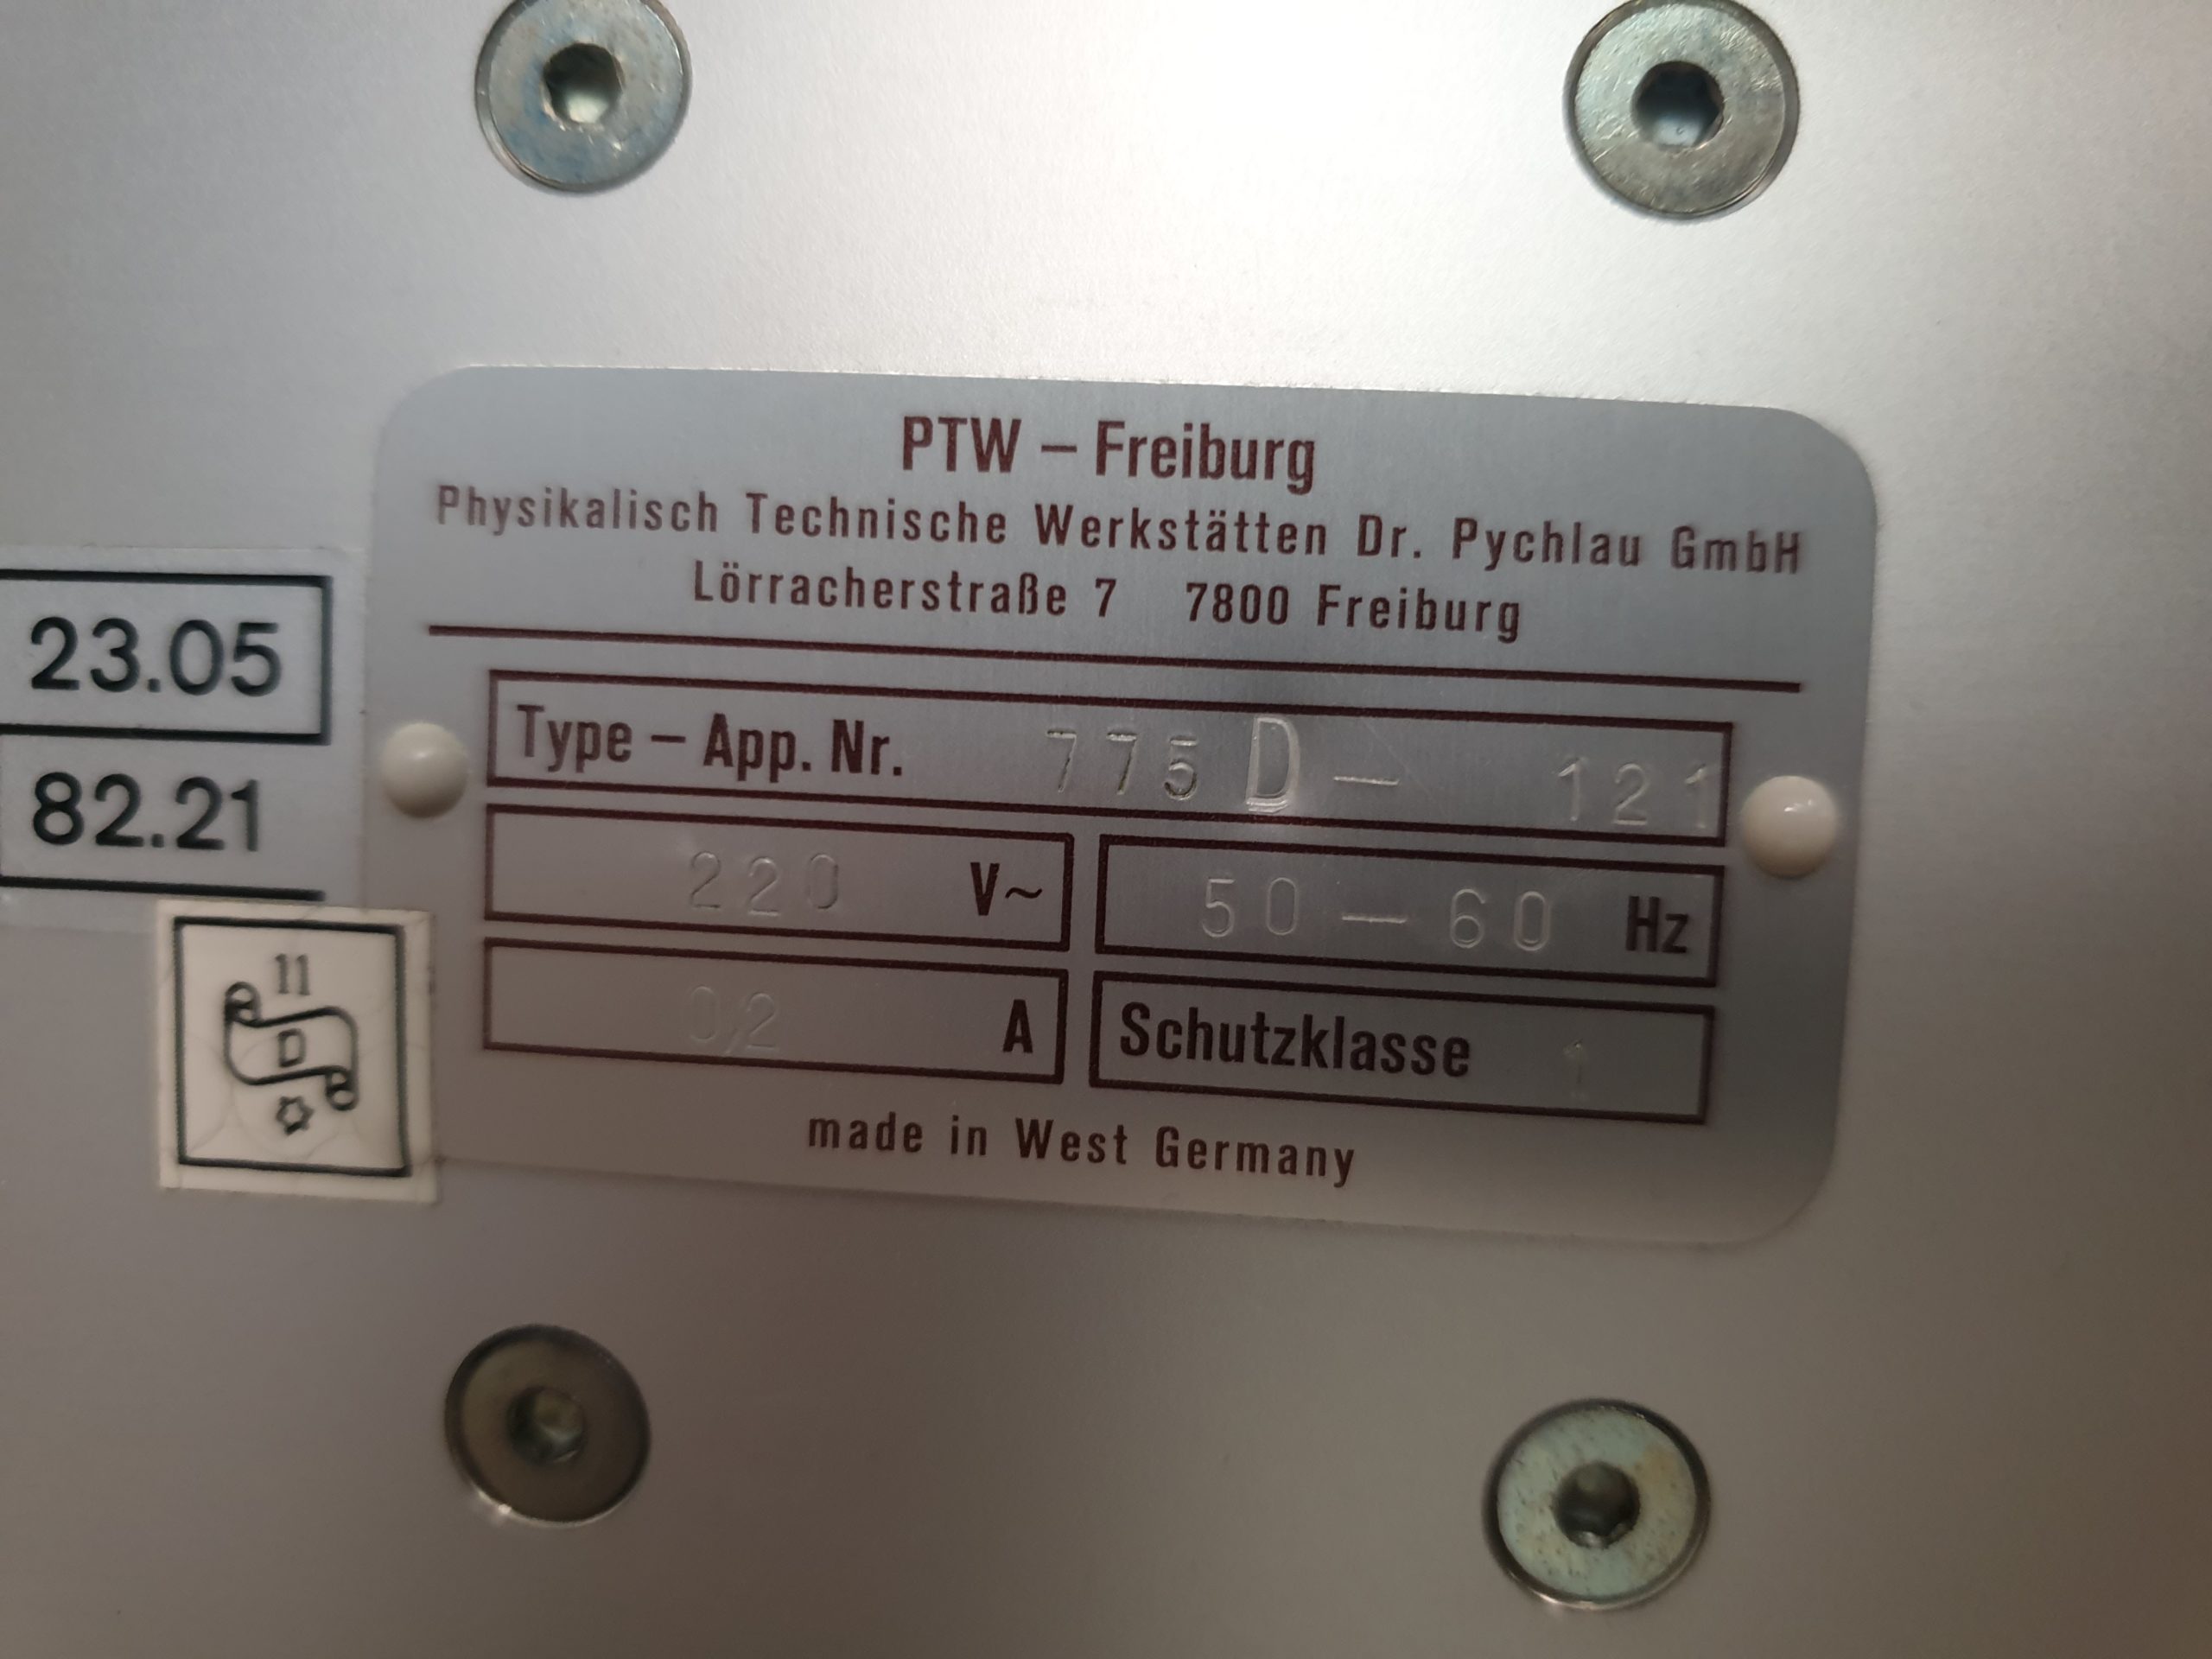 PTW – Freiburg
Physikalisch Technische Werkstätten Dr. Pychlau GmbH
Lörracherstraße 7 7800 Freiburg
Type – App. Nr. 775 D – 121
220 V~
50 – 60 Hz
0,2 A
Schutzklasse 1
made in West Germany
23.05
82.21
11
D